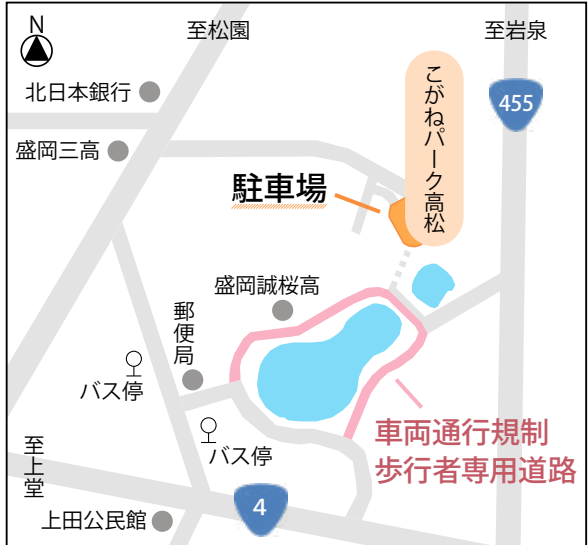 N
至松園
至岩泉
北日本銀行
455
こがねパーク高松
盛岡三高
駐車場
盛岡誠桜高
郵便局
バス停
バス停
車両通行規制
歩行者専用道路
至上堂
4
上田公民館